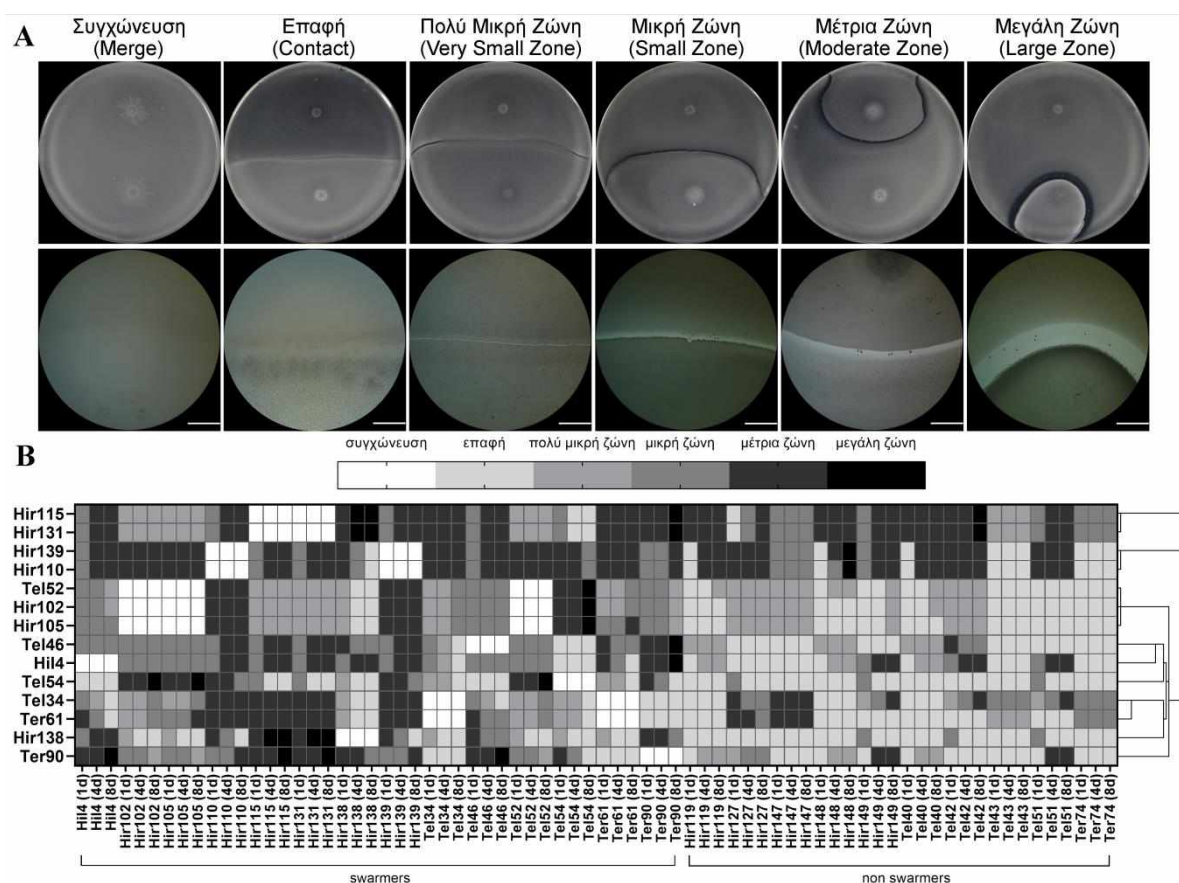 A
Συγχώνευση
(Merge)
Επαφή
(Contact)
Πολύ Μικρή Ζώνη
(Very Small Zone)
Μικρή Ζώνη
(Small Zone)
Μέτρια Ζώνη
(Moderate Zone)
Μεγάλη Ζώνη
(Large Zone)
B
συγχώνευση
επαφή
πολύ μικρή ζώνη
μικρή ζώνη
μέτρια ζώνη
μεγάλη ζώνη
Hir115
Hir131
Hir139
Hir110
Tel52
Hir102
Hir105
Tel46
Hil4
Tel54
Tel34
Ter61
Hir138
Ter90
Hil4 (1d)
Hil4 (4d)
Hil4 (8d)
Hir102 (1d)
Hir102 (4d)
Hir102 (8d)
Hir105 (1d)
Hir105 (4d)
Hir105 (8d)
Hir110 (1d)
Hir110 (4d)
Hir110 (8d)
Hir115 (1d)
Hir115 (4d)
Hir115 (8d)
Hir131 (1d)
Hir131 (4d)
Hir131 (8d)
Hir138 (1d)
Hir138 (4d)
Hir138 (8d)
Hir139 (1d)
Hir139 (4d)
Hir139 (8d)
Tel34 (1d)
Tel34 (4d)
Tel34 (8d)
Tel46 (1d)
Tel46 (4d)
Tel46 (8d)
Tel52 (1d)
Tel52 (4d)
Tel52 (8d)
Tel54 (1d)
Tel54 (4d)
Tel54 (8d)
Ter61 (1d)
Ter61 (4d)
Ter61 (8d)
Ter90 (1d)
Ter90 (4d)
Ter90 (8d)
Hir119 (1d)
Hir119 (4d)
Hir119 (8d)
Hir127 (1d)
Hir127 (4d)
Hir127 (8d)
Hir147 (1d)
Hir147 (4d)
Hir147 (8d)
Hir148 (1d)
Hir148 (4d)
Hir148 (8d)
Hir149 (1d)
Hir149 (4d)
Hir149 (8d)
Tel40 (1d)
Tel40 (4d)
Tel40 (8d)
Tel42 (1d)
Tel42 (4d)
Tel42 (8d)
Tel43 (1d)
Tel43 (4d)
Tel43 (8d)
Tel51 (1d)
Tel51 (4d)
Tel51 (8d)
Ter74 (1d)
Ter74 (4d)
Ter74 (8d)
swarmers
non swarmers